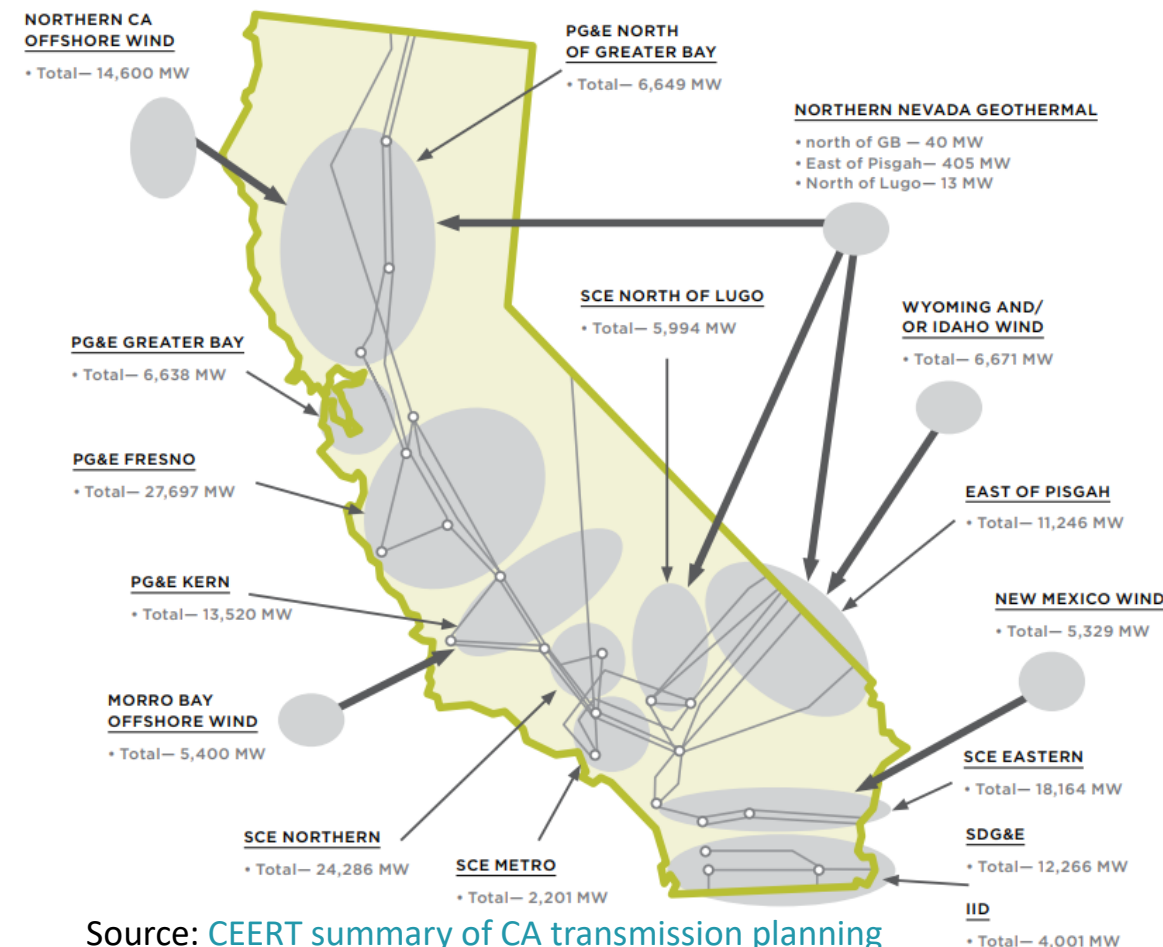 NORTHERN CA
OFFSHORE WIND
• Total— 14,600 MW
PG&E NORTH
OF GREATER BAY
• Total— 6,649 MW
NORTHERN NEVADA GEOTHERMAL
• north of GB — 40 MW
• East of Pisgah— 405 MW
• North of Lugo— 13 MW
SCE NORTH OF LUGO
• Total— 5,994 MW
WYOMING AND/
OR IDAHO WIND
• Total— 6,671 MW
PG&E GREATER BAY
• Total— 6,638 MW
PG&E FRESNO
• Total— 27,697 MW
EAST OF PISGAH
• Total— 11,246 MW
PG&E KERN
• Total— 13,520 MW
NEW MEXICO WIND
• Total— 5,329 MW
MORRO BAY
OFFSHORE WIND
• Total— 5,400 MW
SCE EASTERN
• Total— 18,164 MW
SCE NORTHERN
• Total— 24,286 MW
SCE METRO
• Total— 2,201 MW
SDG&E
• Total— 12,266 MW
IID
• Total— 4,001 MW
Source: CEERT summary of CA transmission planning